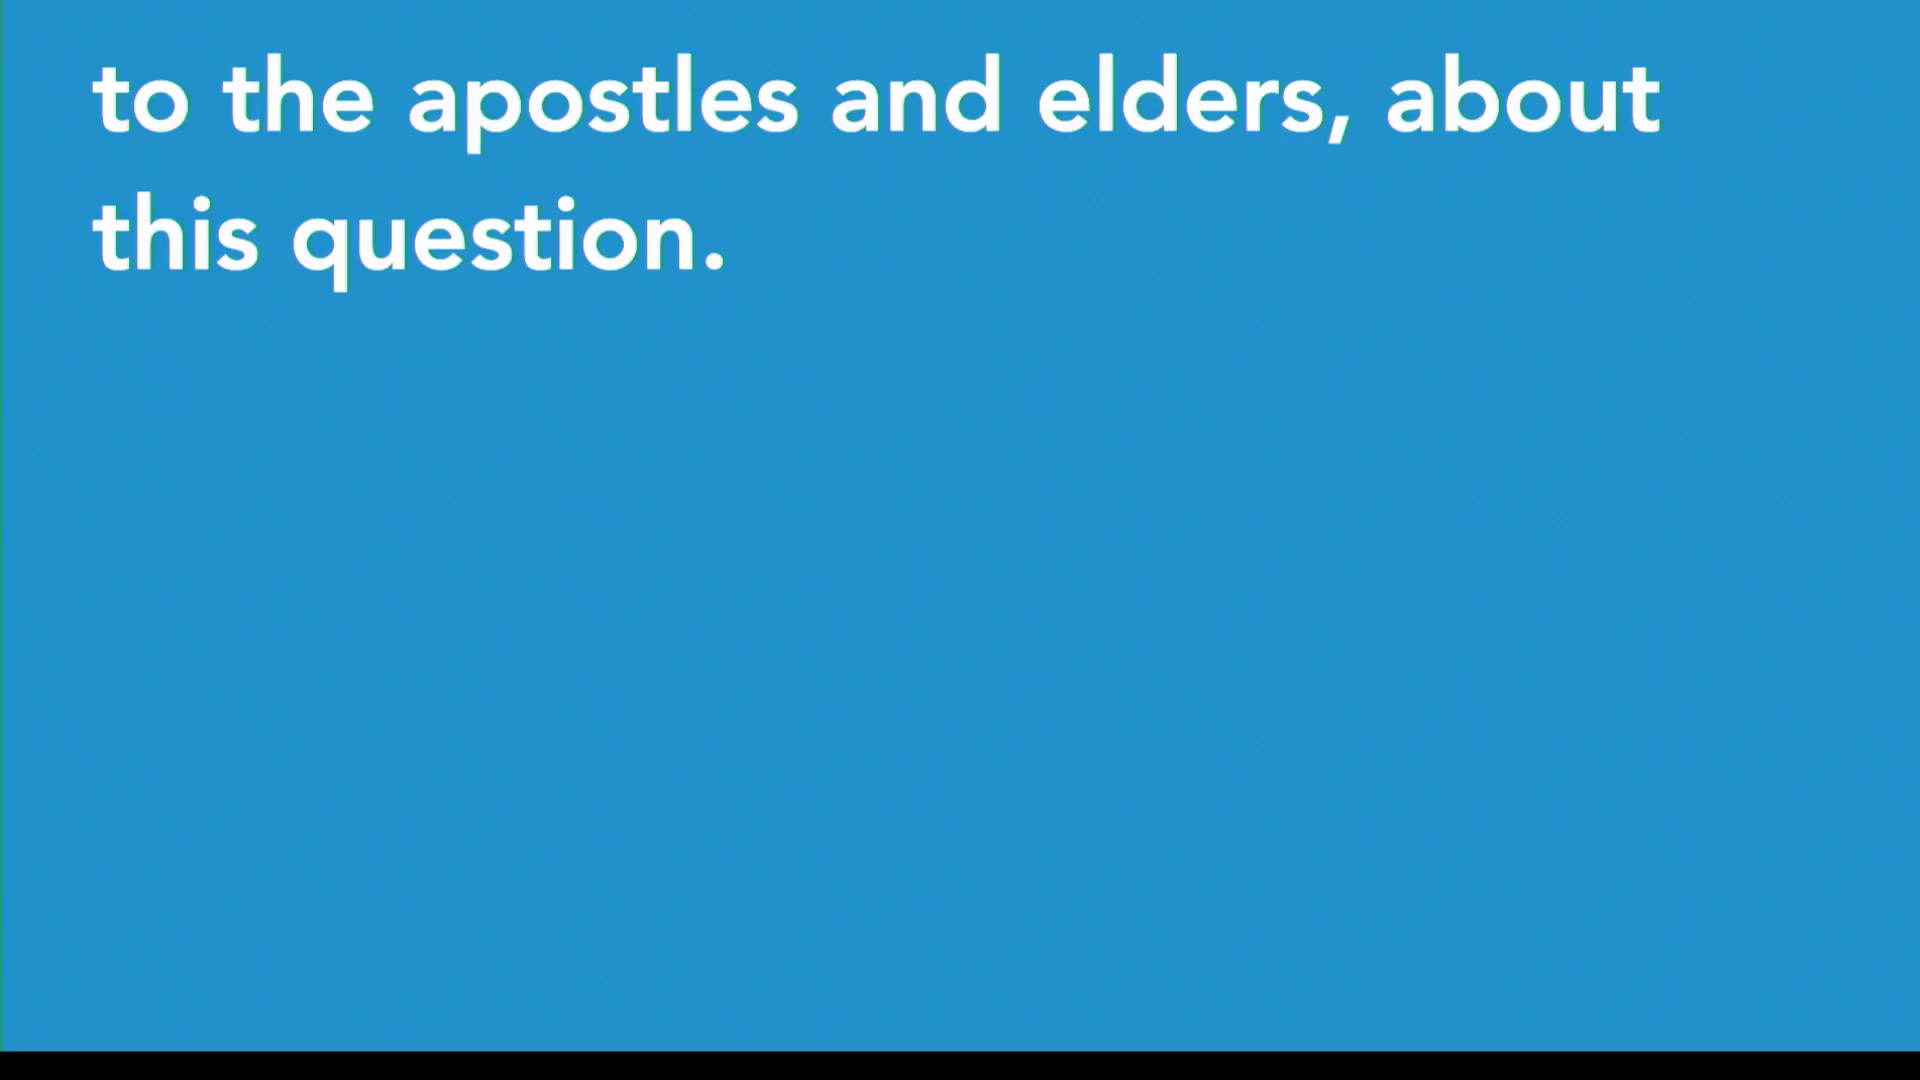 to the apostles and elders, about
this question.